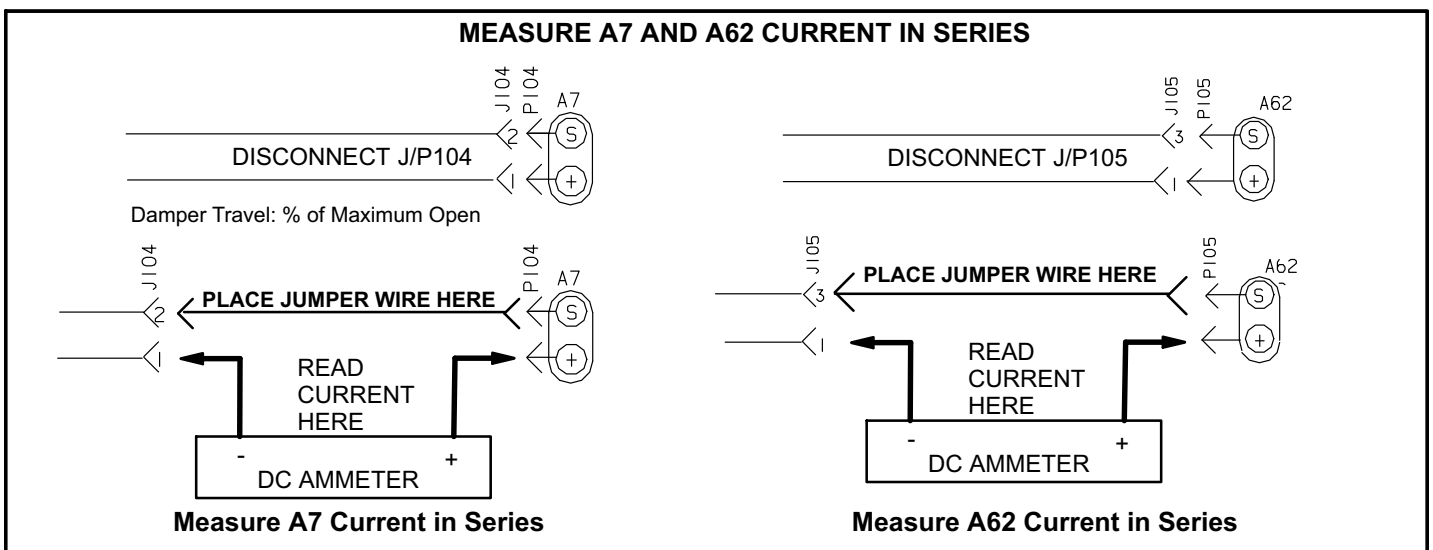 MEASURE A7 AND A62 CURRENT IN SERIES
J104
P104
A7
2
S
DISCONNECT J/P104
1
+
Damper Travel: % of Maximum Open
J104
P104
A7
PLACE JUMPER WIRE HERE
2
S
1
+
READ
CURRENT
HERE
- +
DC AMMETER
Measure A7 Current in Series
J105
P105
A62
3
S
DISCONNECT J/P105
1
+
J105
P105
A62
PLACE JUMPER WIRE HERE
3
S
1
+
READ
CURRENT
HERE
- +
DC AMMETER
Measure A62 Current in Series